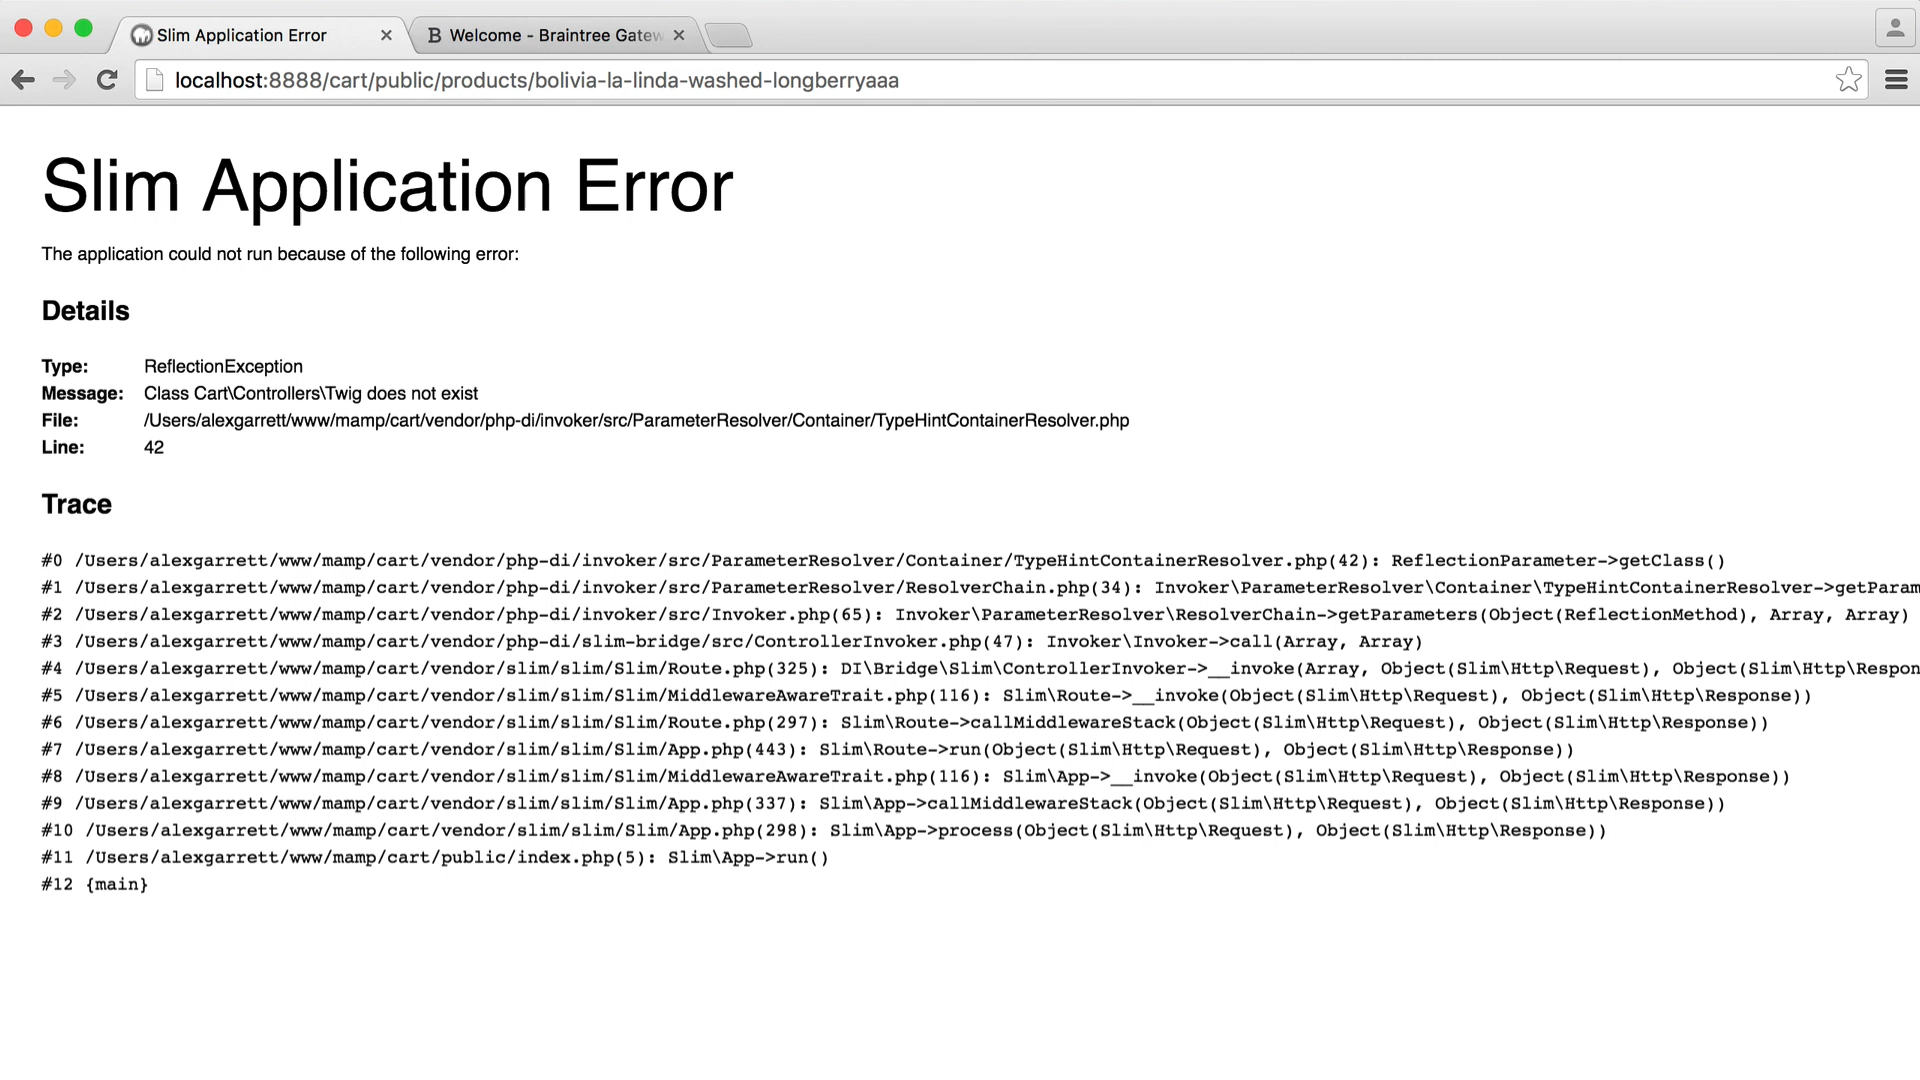 Slim Application Error
Welcome - Braintree Gatew
localhost:8888/cart/public/products/bolivia-la-linda-washed-longberryaaa
Slim Application Error
The application could not run because of the following error:
Details
Type: ReflectionException
Message: Class Cart\Controllers\Twig does not exist
File: /Users/alexgarrett/www/mamp/cart/vendor/php-di/invoker/src/ParameterResolver/Container/TypeHintContainerResolver.php
Line: 42
Trace
#0 /Users/alexgarrett/www/mamp/cart/vendor/php-di/invoker/src/ParameterResolver/Container/TypeHintContainerResolver.php(42): ReflectionParameter->getClass()
#1 /Users/alexgarrett/www/mamp/cart/vendor/php-di/invoker/src/ParameterResolver/ResolverChain.php(34): Invoker\ParameterResolver\Container\TypeHintContainerResolver->getParam
#2 /Users/alexgarrett/www/mamp/cart/vendor/php-di/invoker/src/Invoker.php(65): Invoker\ParameterResolver\ResolverChain->getParameters(Object(ReflectionMethod), Array, Array)
#3 /Users/alexgarrett/www/mamp/cart/vendor/php-di/slim-bridge/src/ControllerInvoker.php(47): Invoker\Invoker->call(Array, Array)
#4 /Users/alexgarrett/www/mamp/cart/vendor/slim/slim/Slim/Route.php(325): DI\Bridge\Slim\ControllerInvoker->__invoke(Array, Object(Slim\Http\Request), Object(Slim\Http\Respon
#5 /Users/alexgarrett/www/mamp/cart/vendor/slim/slim/Slim/MiddlewareAwareTrait.php(116): Slim\Route->__invoke(Object(Slim\Http\Request), Object(Slim\Http\Response))
#6 /Users/alexgarrett/www/mamp/cart/vendor/slim/slim/Slim/Route.php(297): Slim\Route->callMiddlewareStack(Object(Slim\Http\Request), Object(Slim\Http\Response))
#7 /Users/alexgarrett/www/mamp/cart/vendor/slim/slim/Slim/App.php(443): Slim\Route->run(Object(Slim\Http\Request), Object(Slim\Http\Response))
#8 /Users/alexgarrett/www/mamp/cart/vendor/slim/slim/Slim/MiddlewareAwareTrait.php(116): Slim\App->__invoke(Object(Slim\Http\Request), Object(Slim\Http\Response))
#9 /Users/alexgarrett/www/mamp/cart/vendor/slim/slim/Slim/App.php(337): Slim\App->callMiddlewareStack(Object(Slim\Http\Request), Object(Slim\Http\Response))
#10 /Users/alexgarrett/www/mamp/cart/vendor/slim/slim/Slim/App.php(298): Slim\App->process(Object(Slim\Http\Request), Object(Slim\Http\Response))
#11 /Users/alexgarrett/www/mamp/cart/public/index.php(5): Slim\App->run()
#12 {main}